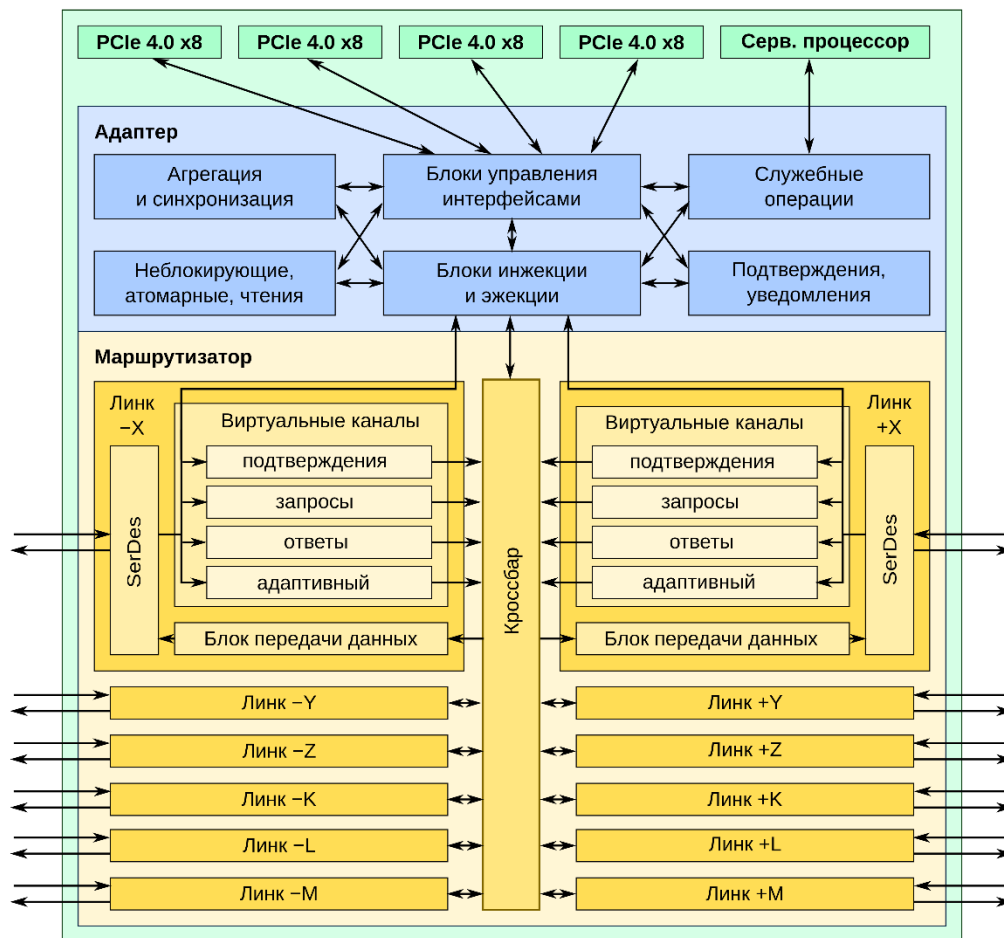 PCIe 4.0 x8
PCIe 4.0 x8
PCIe 4.0 x8
PCIe 4.0 x8
Серв. процессор
Адаптер
Агрегация
и синхронизация
Блоки управления
интерфейсами
Служебные
операции
Неблокирующие,
атомарные, чтения
Блоки инжекции
и эжекции
Подтверждения,
уведомления
Маршрутизатор
Линк
−X
SerDes
Виртуальные каналы
подтверждения
запросы
ответы
адаптивный
Блок передачи данных
Кроссбар
Виртуальные каналы
подтверждения
запросы
ответы
адаптивный
Блок передачи данных
Линк
+X
SerDes
Линк −Y
Линк +Y
Линк −Z
Линк +Z
Линк −K
Линк +K
Линк −L
Линк +L
Линк −M
Линк +M